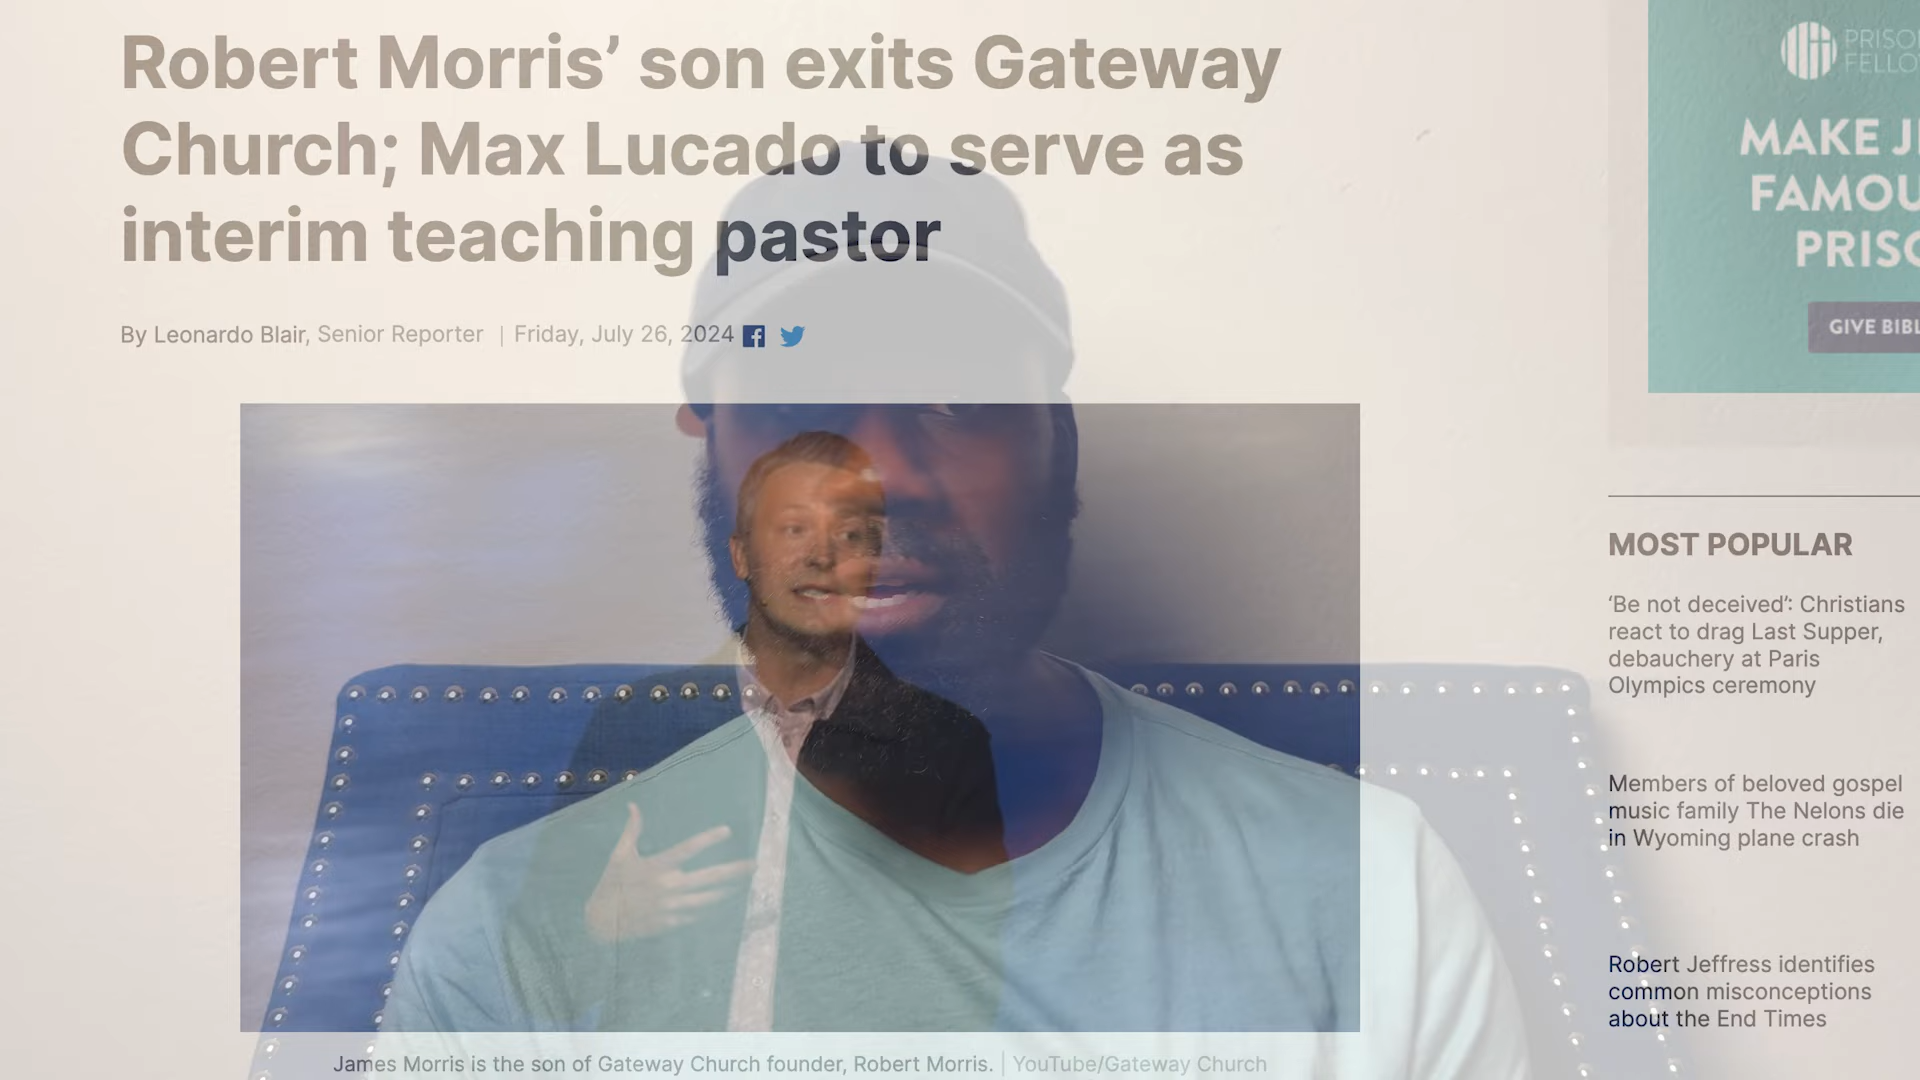 Robert Morris’ son exits Gateway
Church; Max Lucado to serve as
interim teaching pastor
By Leonardo Blair, Senior Reporter | Friday, July 26, 2024
James Morris is the son of Gateway Church founder, Robert Morris. | YouTube/Gateway Church
MAKE
GIVE
MOST POPULAR
‘Be not deceived’: Christians
react to drag Last Supper,
debauchery at Paris
Olympics ceremony
Members of beloved gospel
music family The Nelons die
in Wyoming plane crash
Robert Jeffress identifies
common misconceptions
about the End Times